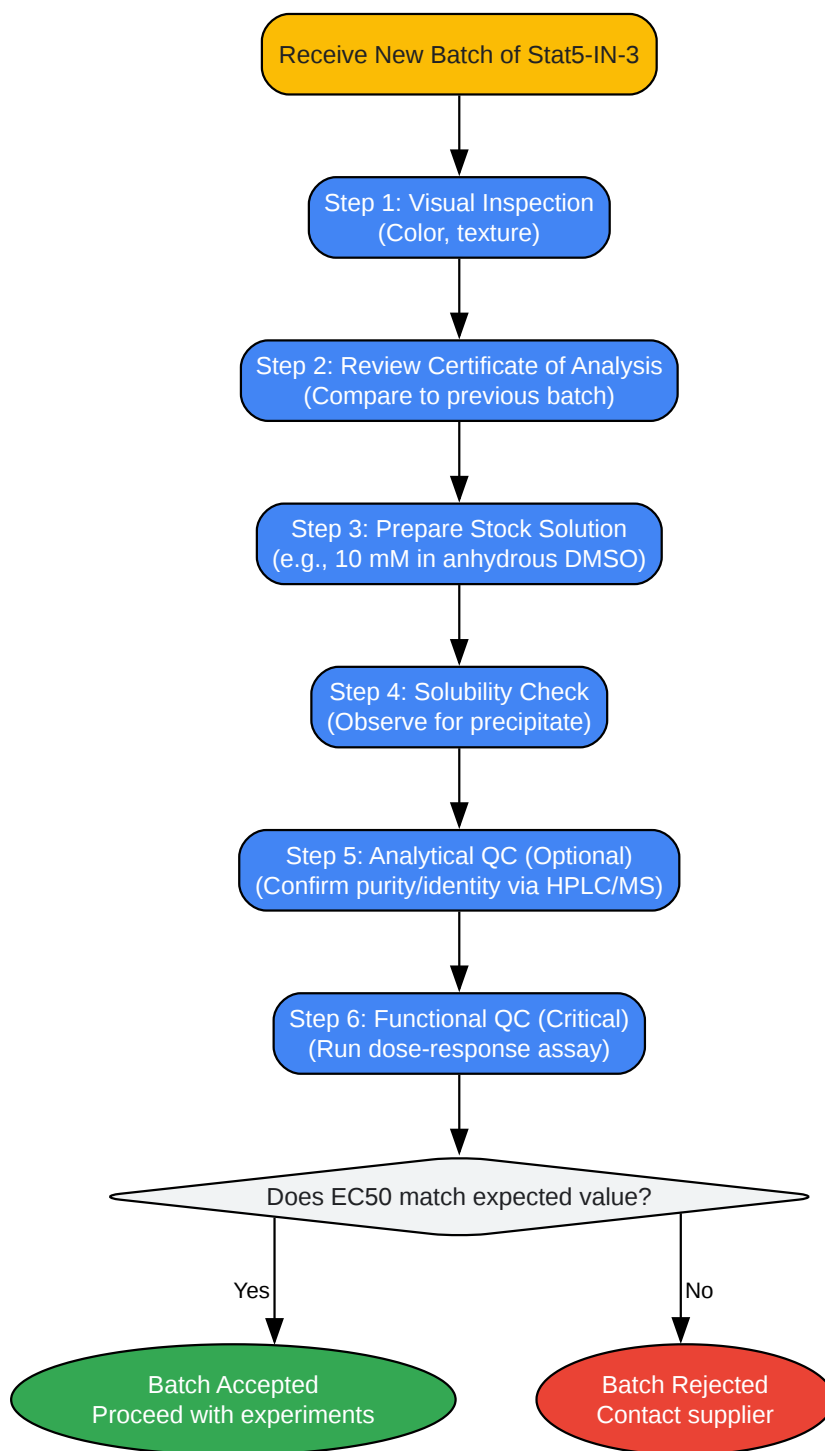 Receive New Batch of Stat5-IN-3
Step 1: Visual Inspection
(Color, texture)
Step 2: Review Certificate of Analysis
(Compare to previous batch)
Step 3: Prepare Stock Solution
(e.g., 10 mM in anhydrous DMSO)
Step 4: Solubility Check
(Observe for precipitate)
Step 5: Analytical QC (Optional)
(Confirm purity/identity via HPLC/MS)
Step 6: Functional QC (Critical)
(Run dose-response assay)
Does EC50 match expected value?
Yes
No
Batch Accepted
Proceed with experiments
Batch Rejected
Contact supplier